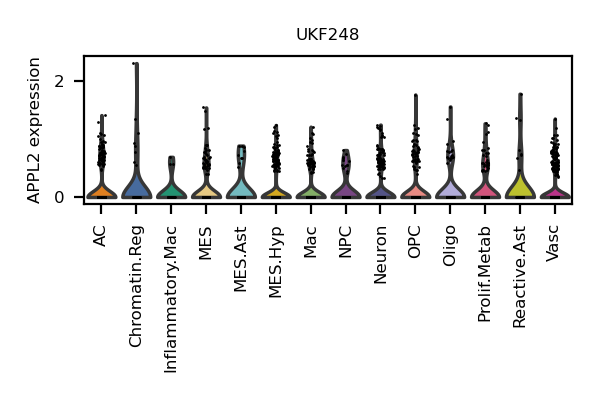 UKF248
APPL2 expression
2
0
AC
Chromatin.Reg
Inflammatory.Mac
MES
MES.Ast
MES.Hyp
Mac
NPC
Neuron
OPC
Oligo
Prolif.Metab
Reactive.Ast
Vasc